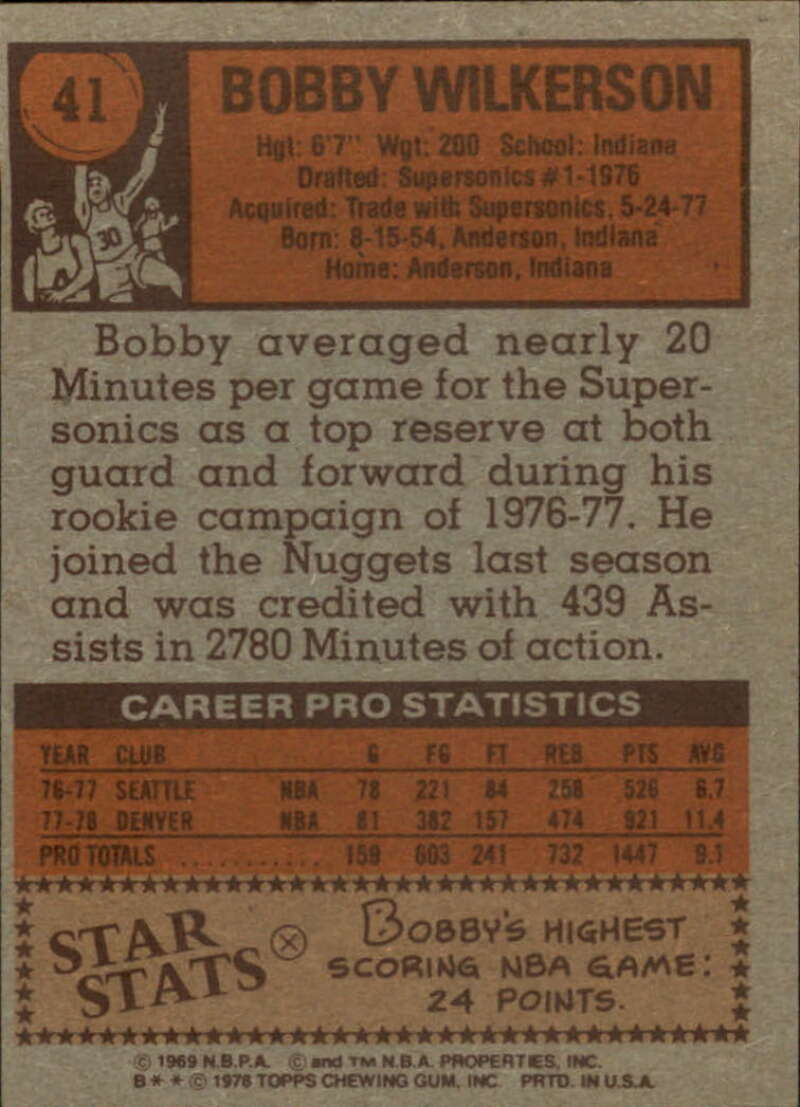 41
BOBBY WILKERSON
Hgt: 6'7" Wgt: 200 School: Indiana
Drafted: Supersonics #1-1976
Acquired: Trade with Supersonics, 5-24-77
Born: 8-15-54, Anderson, Indiana
Home: Anderson, Indiana
30
Bobby averaged nearly 20
Minutes per game for the Super-
sonics as a top reserve at both
guard and forward during his
rookie campaign of 1976-77. He
joined the Nuggets last season
and was credited with 439 As-
sists in 2780 Minutes of action.
CAREER PRO STATISTICS
YEAR CLUB G FG FT REB PTS AVG
76-77 SEATTLE NBA 78 221 84 258 526 6.7
77-78 DENVER NBA 81 382 157 474 921 11.4
PRO TOTALS .......... 159 603 241 732 1447 9.1
STAR
STATS
BOBBY'S HIGHEST
SCORING NBA GAME:
24 POINTS.
© 1969 N.B.P.A. © and TM N.B.A. PROPERTIES, INC.
B * * © 1978 TOPPS CHEWING GUM, INC. PRTD. IN U.S.A.